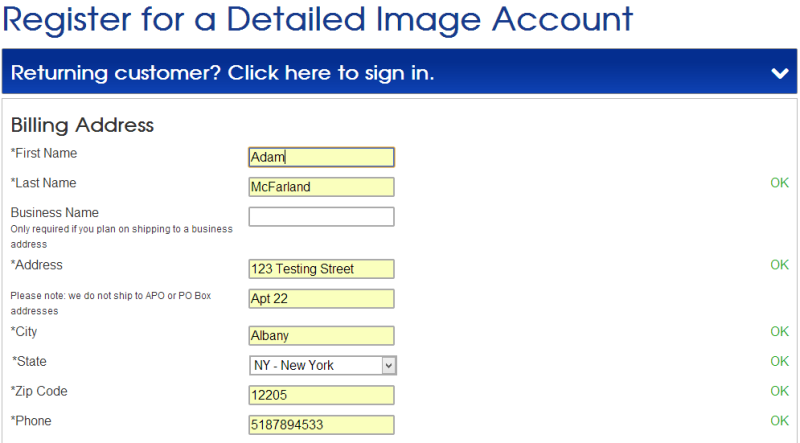 Register for a Detailed Image Account
Returning customer? Click here to sign in.
Billing Address
*First Name Adam
*Last Name McFarland OK
Business Name
Only required if you plan on shipping to a business
address
*Address 123 Testing Street OK
Please note: we do not ship to APO or PO Box Apt 22
addresses
*City Albany OK
*State NY - New York OK
*Zip Code 12205 OK
*Phone 5187894533 OK